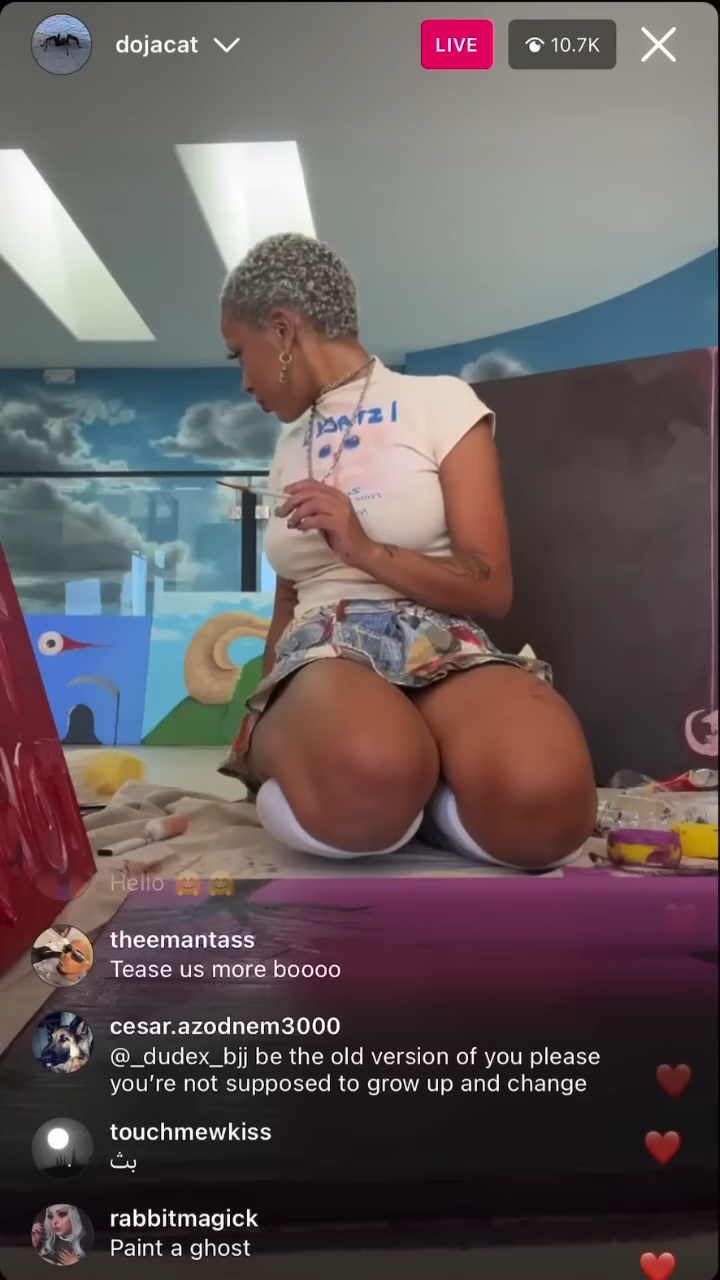 dojacat
LIVE
10.7K
Hello 🤗🤗
theemantass
Tease us more boooo
cesar.azodnem3000
@_dudex_bjj be the old version of you please
you’re not supposed to grow up and change
touchmewkiss
بث
rabbitmagick
Paint a ghost